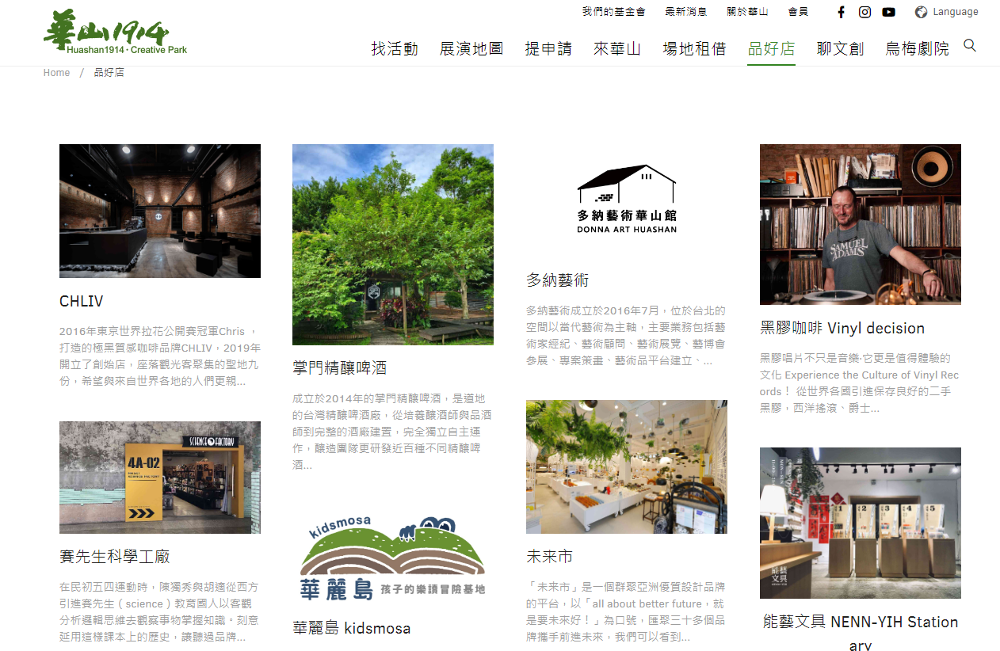 華山1914
Huashan1914・Creative Park
我們的基金會 最新消息 關於華山 會員 Language
找活動 展演地圖 提申請 來華山 場地租借 品好店 聊文創 烏梅劇院
Home / 品好店
CHLIV
2016年東京世界拉花公開賽冠軍Chris ，
打造的極黑質感咖啡品牌CHLIV，2019年
開立了創始店，座落觀光客聚集的聖地九
份，希望與來自世界各地的人們更親...
4A-02
SCIENCE FACTORY
賽先生科學工廠
在民初五四運動時，陳獨秀與胡適從西方
引進賽先生（science）教育國人以客觀
分析邏輯思維去觀察事物掌握知識。刻意
延用這樣課本上的歷史，讓聽過品牌...
掌門精釀啤酒
成立於2014年的掌門精釀啤酒，是道地
的台灣精釀啤酒廠，從培養釀酒師與品酒
師到完整的酒廠建置，完全獨立自主運
作，釀造團隊更研發近百種不同精釀啤
酒...
kidsmosa
華麗島 孩子的樂讀冒險基地
華麗島 kidsmosa
多納藝術華山館
DONNA ART HUASHAN
多納藝術
多納藝術成立於2016年7月，位於台北的
空間以當代藝術為主軸，主要業務包括藝
術家經紀、藝術顧問、藝術展覽、藝博會
參展、專案策畫、藝術品平台建立、...
未来市
「未来市」是一個群聚亞洲優質設計品牌
的平台，以「all about better future，就
是要未來好！」為口號，匯聚三十多個品
牌攜手前進未來，我們可以看到...
SAMUEL
ADAMS
黑膠咖啡 Vinyl decision
黑膠唱片不只是音樂·它更是值得體驗的
文化 Experience the Culture of Vinyl Rec
ords！ 從世界各國引進保存良好的二手
黑膠，西洋搖滾、爵士...
1 2 3 4 5
能藝
文具
能藝文具 NENN-YIH Station
ary